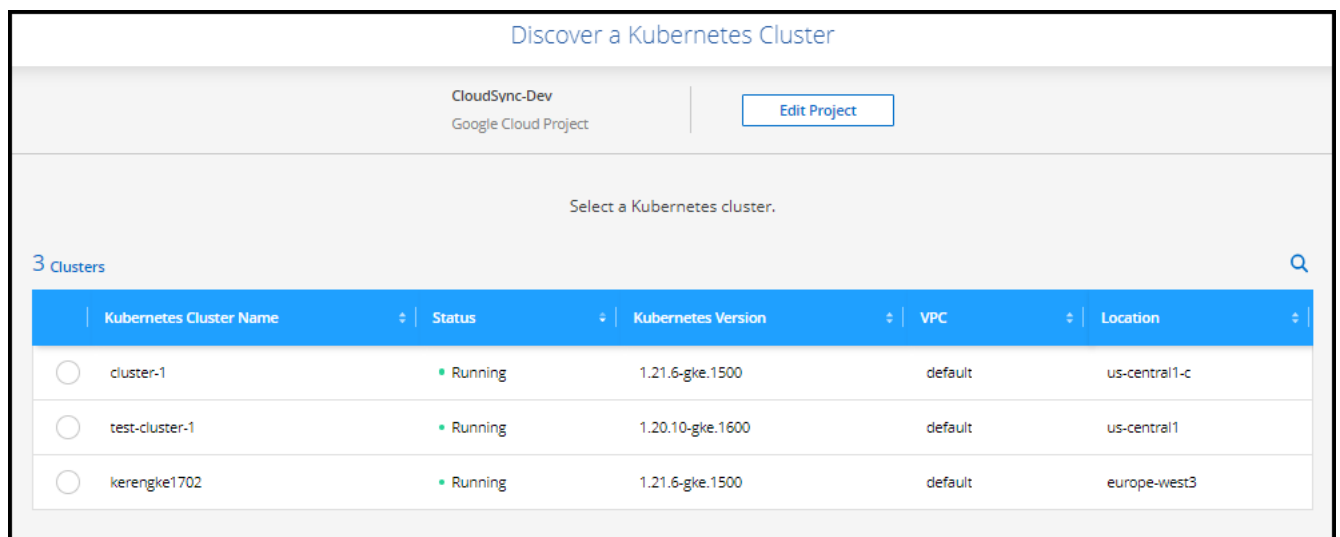 Discover a Kubernetes Cluster
CloudSync-Dev
Google Cloud Project
Edit Project
Select a Kubernetes cluster.
3 Clusters
Kubernetes Cluster Name Status Kubernetes Version VPC Location
cluster-1 Running 1.21.6-gke.1500 default us-central1-c
test-cluster-1 Running 1.20.10-gke.1600 default us-central1
kerengke1702 Running 1.21.6-gke.1500 default europe-west3